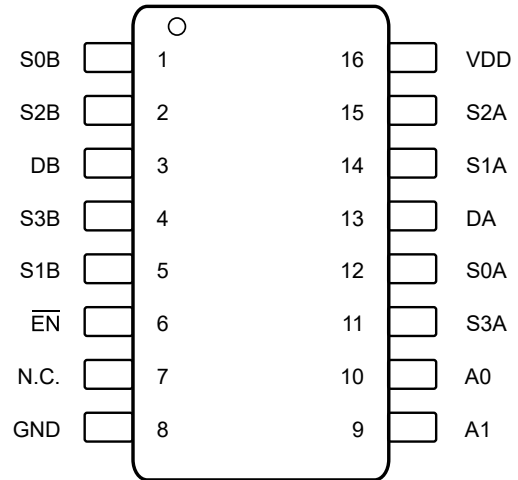 S0B 1 16 VDD
S2B 2 15 S2A
DB 3 14 S1A
S3B 4 13 DA
S1B 5 12 S0A
EN 6 11 S3A
N.C. 7 10 A0
GND 8 9 A1